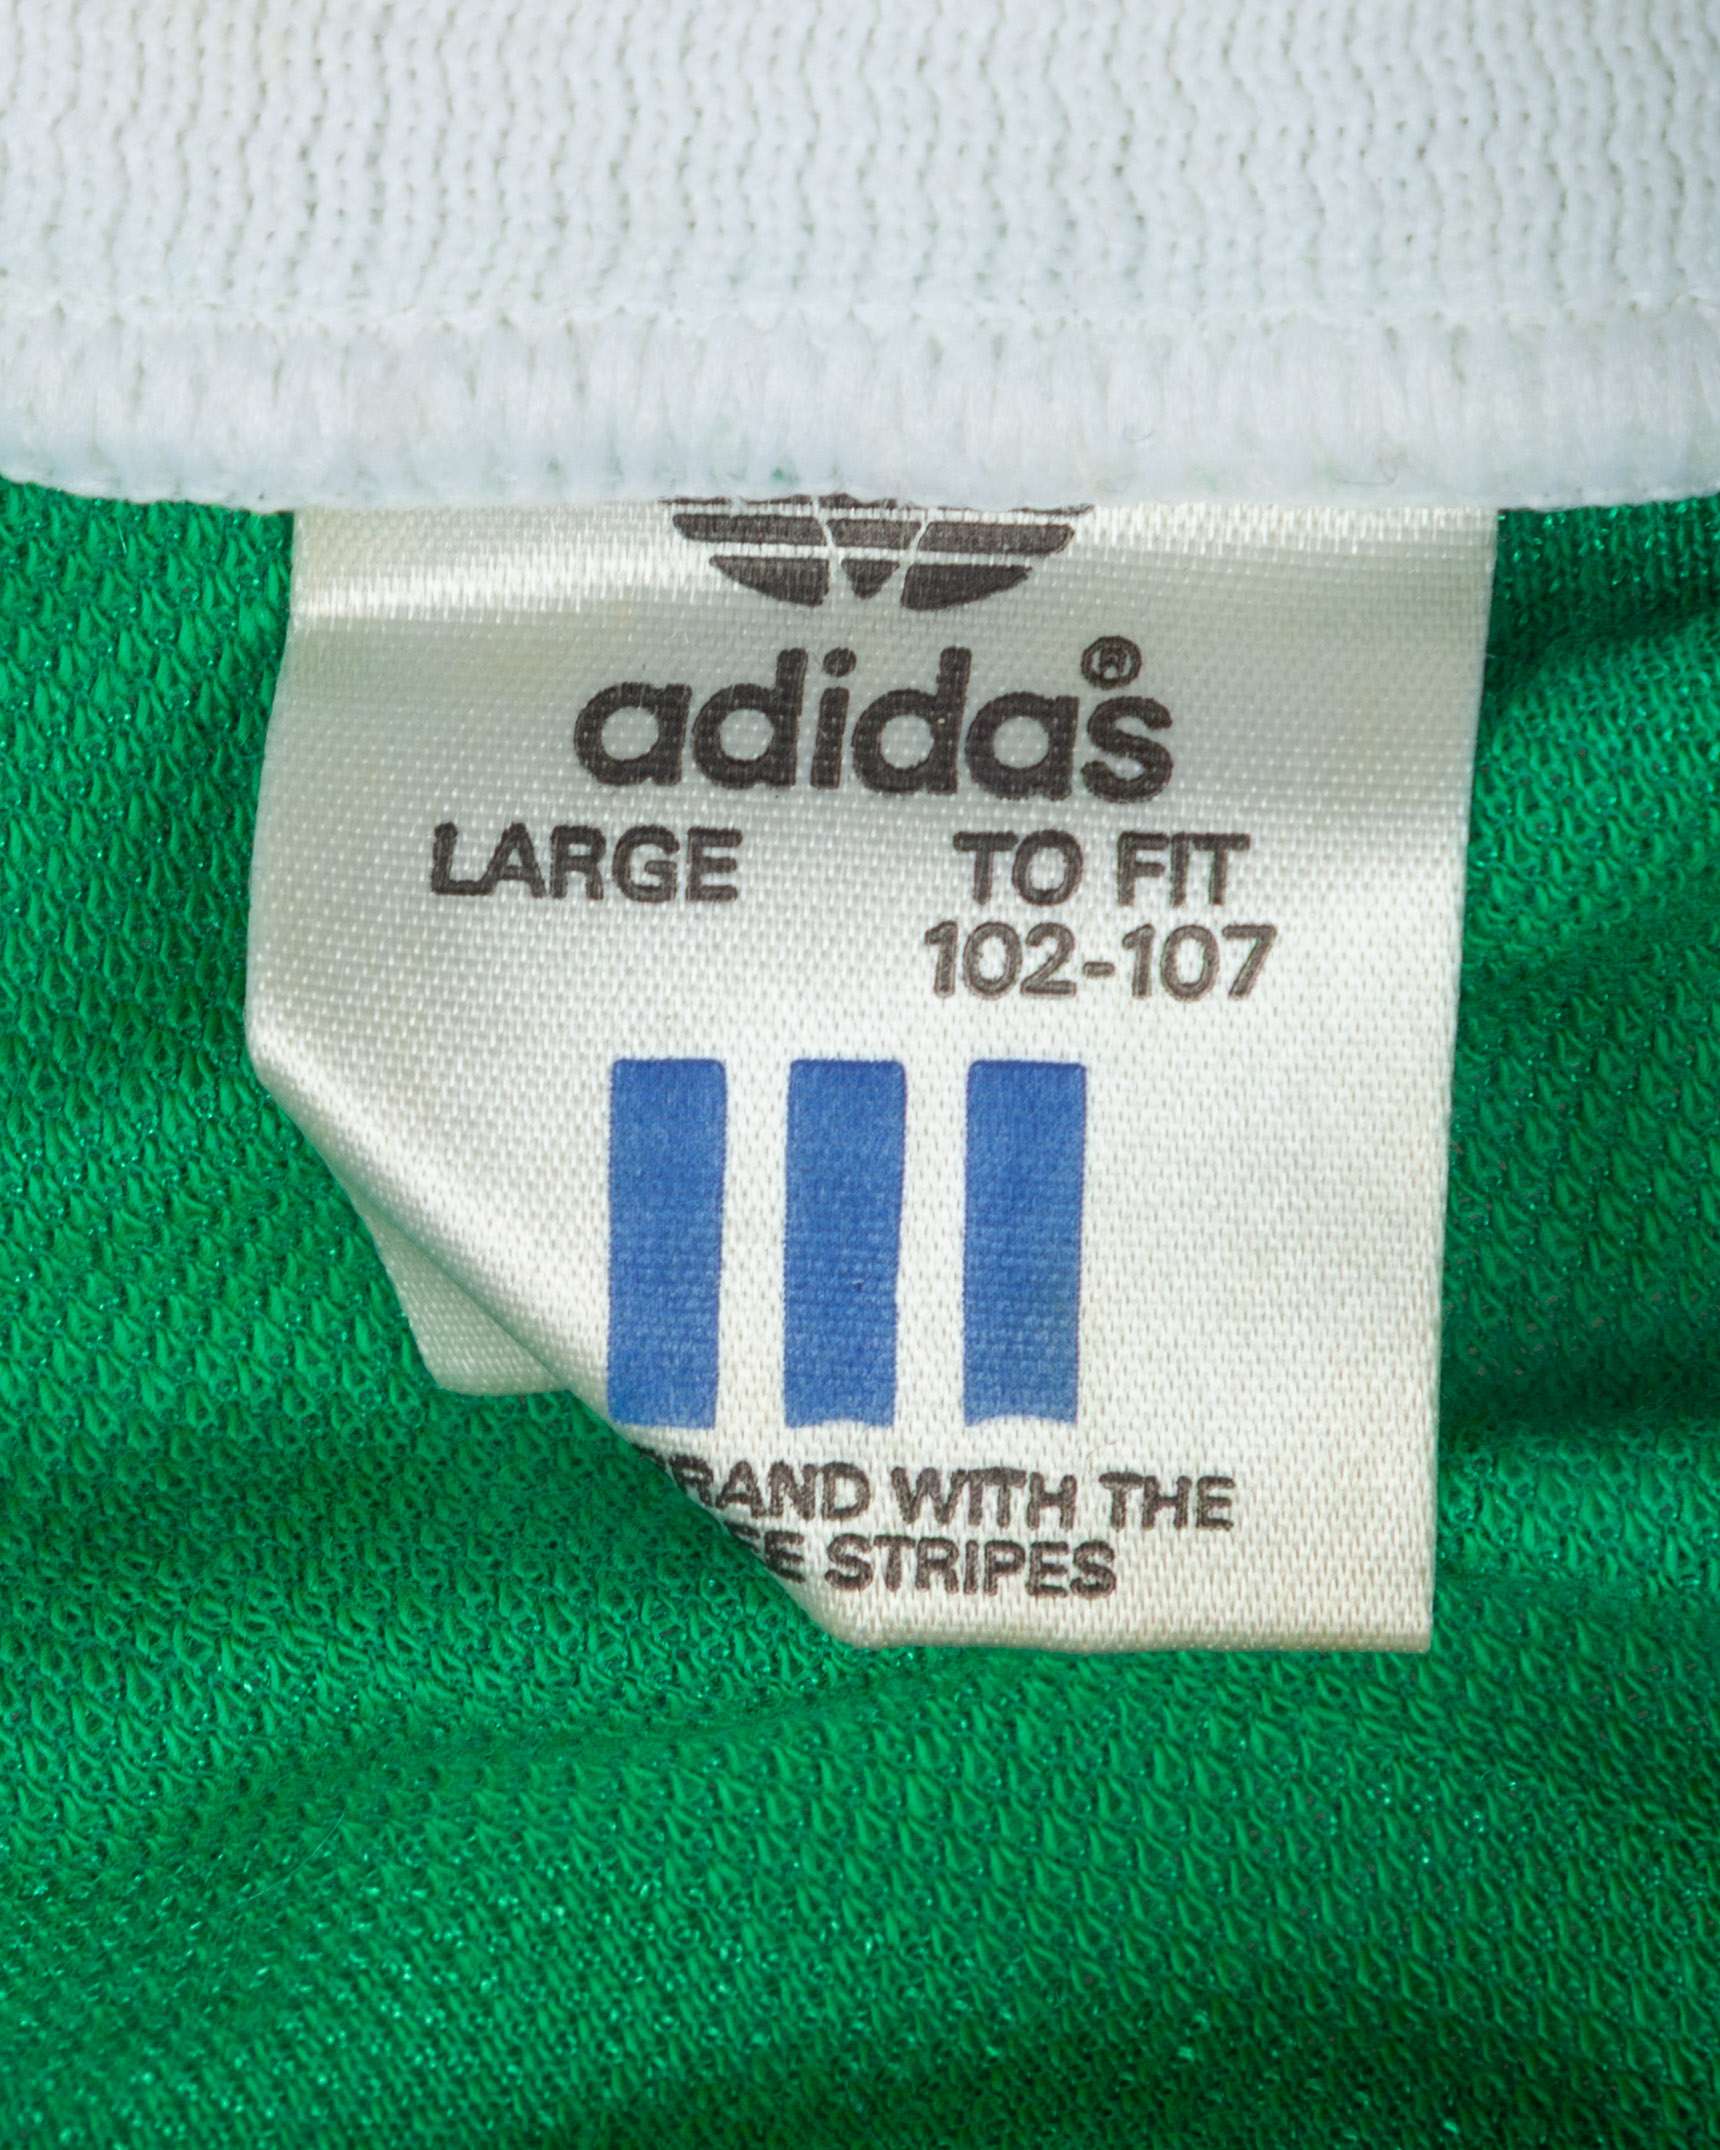 adidas®
LARGE TO FIT
102-107
RAND WITH THE
E STRIPES